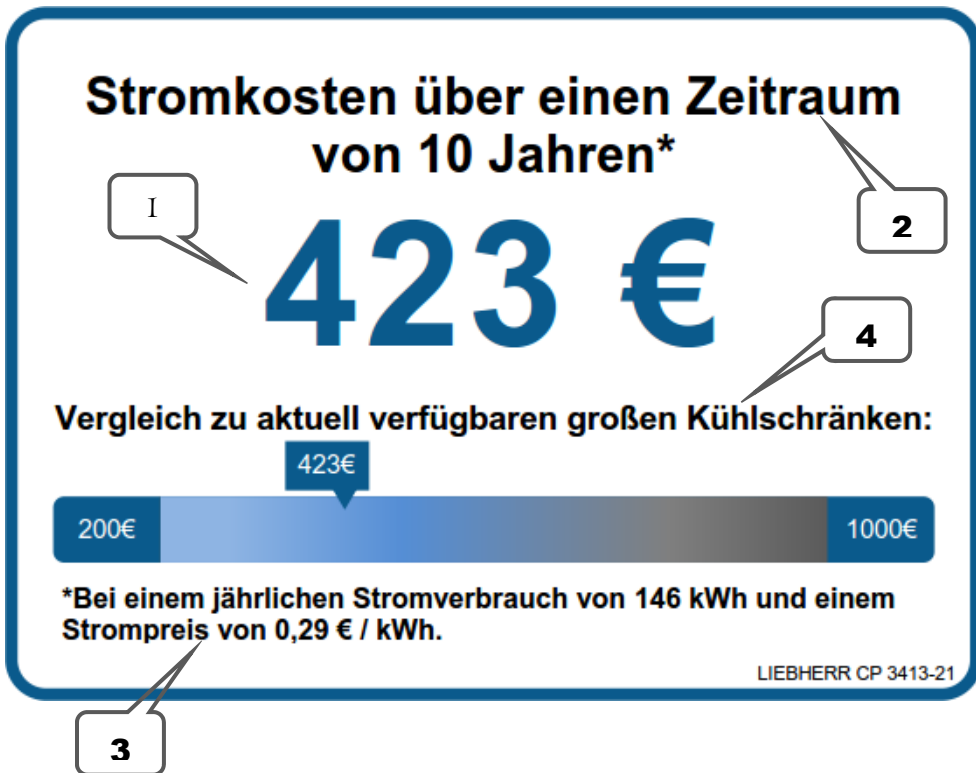 Stromkosten über einen Zeitraum
von 10 Jahren*
I
2
423 €
4
Vergleich zu aktuell verfügbaren großen Kühlschränken:
423€
200€
1000€
*Bei einem jährlichen Stromverbrauch von 146 kWh und einem
Strompreis von 0,29 € / kWh.
LIEBHERR CP 3413-21
3